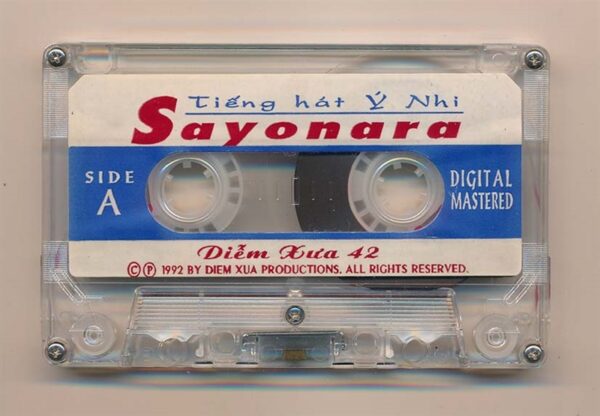 Tiếng hát Ý Nhi
Sayonara
SIDE
A
DIGITAL
MASTERED
Diễm Xưa 42
©℗ 1992 BY DIEM XUA PRODUCTIONS. ALL RIGHTS RESERVED.